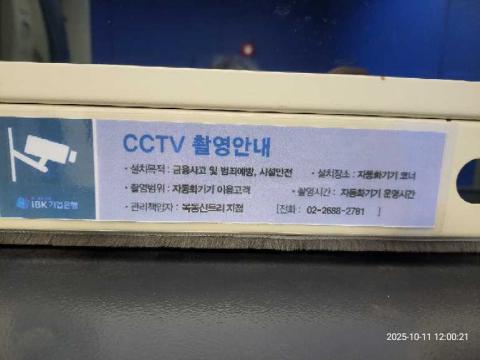 CCTV 촬영안내
· 설치목적 : 금융사고 및 범죄예방, 시설안전 · 설치장소 : 자동화기기 코너
· 촬영범위 : 자동화기기 이용고객 · 촬영시간 : 자동화기기 운영시간
· 관리책임자 : 목동신트리지점 [전화 : 02-2688-2781 ]
IBK기업은행
2025-10-11 12:00:21